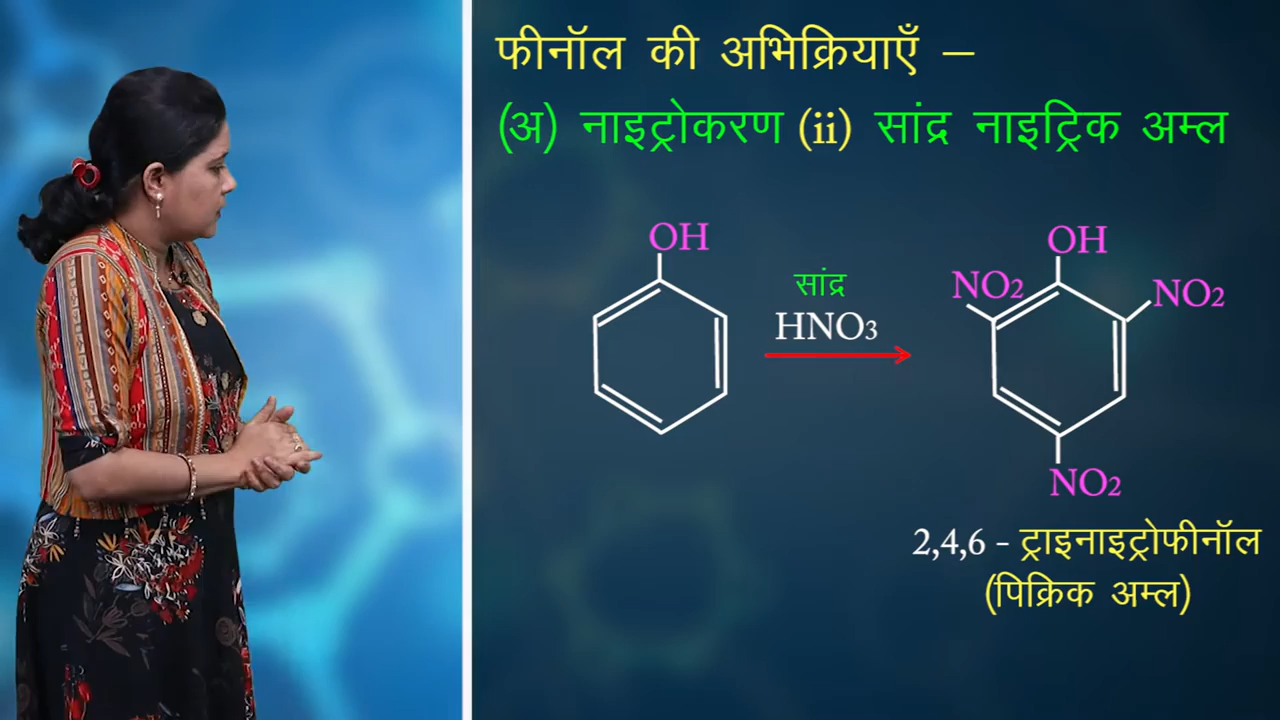 फीनॉल की अभिक्रियाएँ –
(अ) नाइट्रोकरण (ii) सांद्र नाइट्रिक अम्ल
OH
सांद्र
HNO3
OH
NO2
NO2
NO2
2,4,6 - ट्राइनाइट्रोफीनॉल
(पिक्रिक अम्ल)